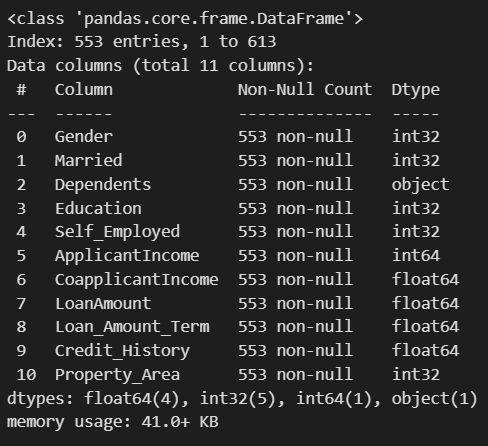 <class 'pandas.core.frame.DataFrame'>
Index: 553 entries, 1 to 613
Data columns (total 11 columns):
 #   Column             Non-Null Count  Dtype
---  ------             --------------  -----
 0   Gender             553 non-null    int32
 1   Married            553 non-null    int32
 2   Dependents         553 non-null    object
 3   Education          553 non-null    int32
 4   Self_Employed      553 non-null    int32
 5   ApplicantIncome    553 non-null    int64
 6   CoapplicantIncome  553 non-null    float64
 7   LoanAmount         553 non-null    float64
 8   Loan_Amount_Term   553 non-null    float64
 9   Credit_History     553 non-null    float64
 10  Property_Area      553 non-null    int32
dtypes: float64(4), int32(5), int64(1), object(1)
memory usage: 41.0+ KB